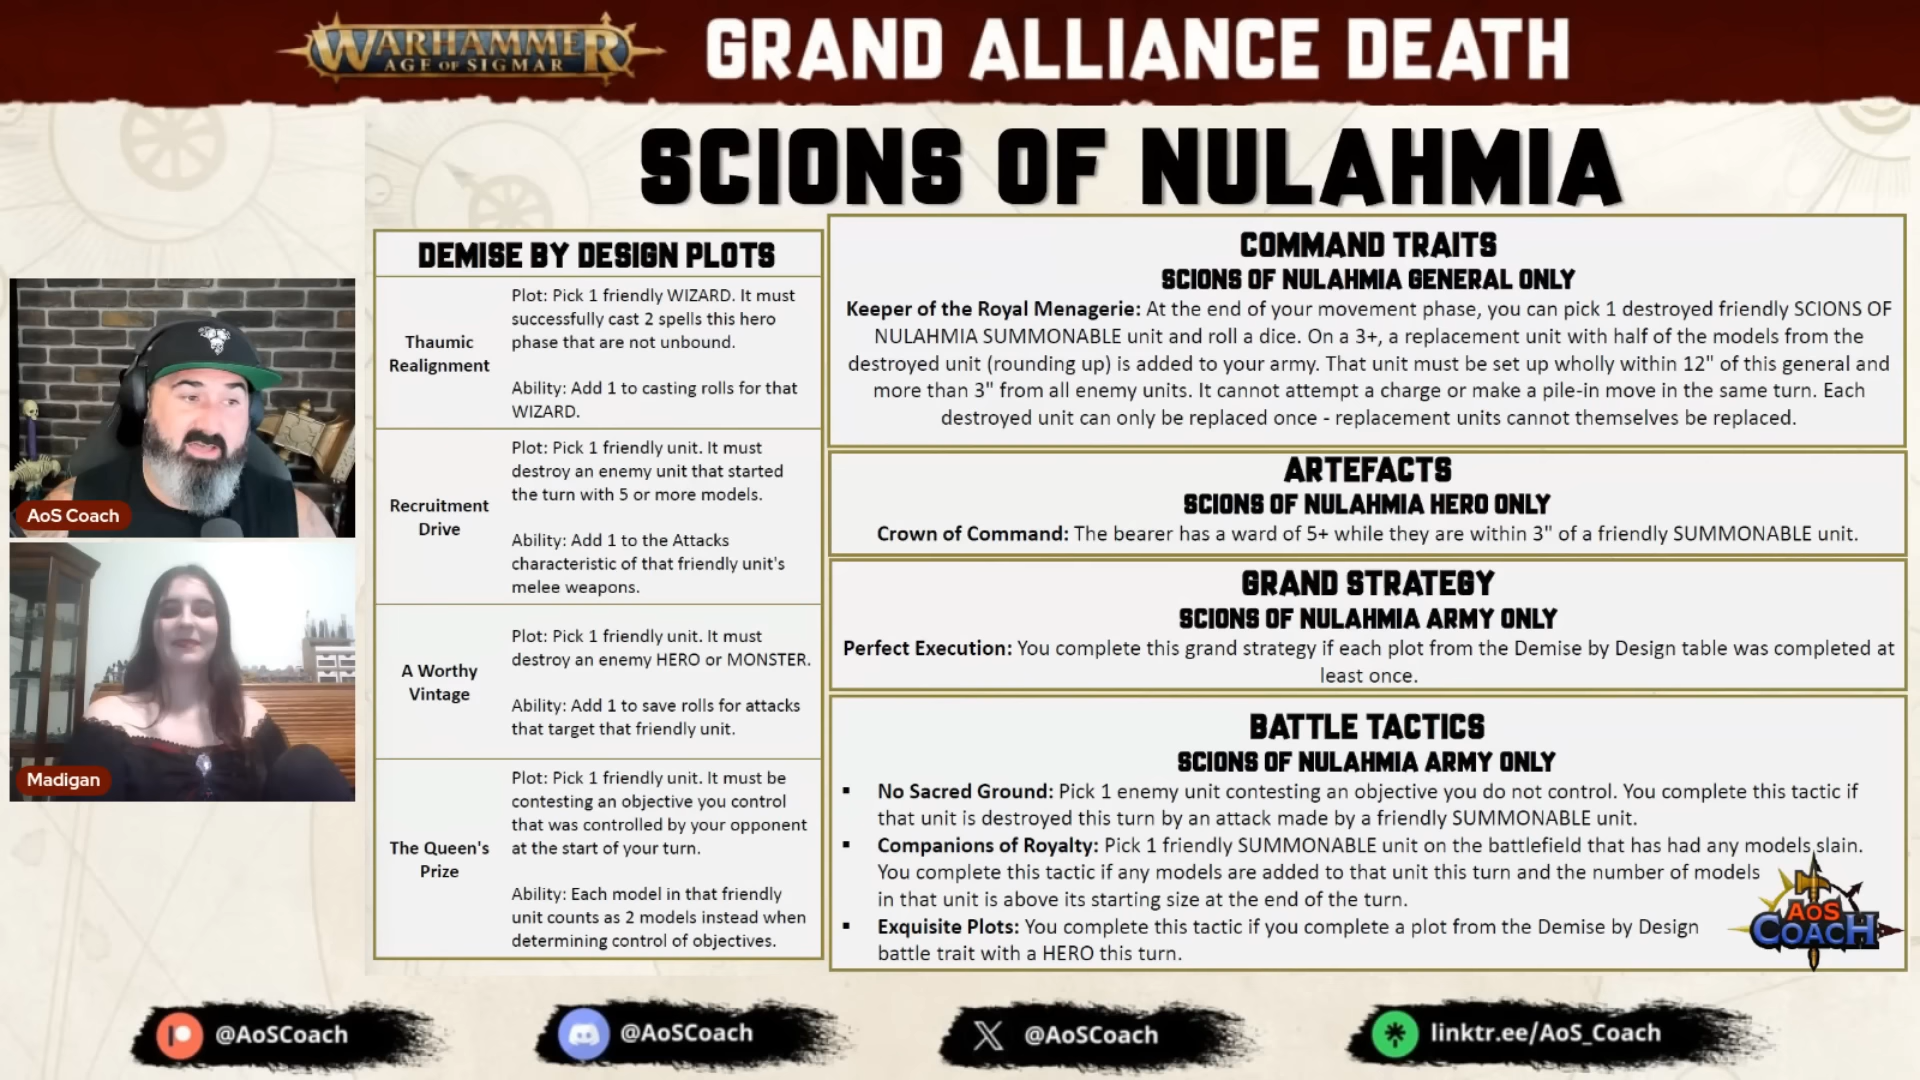 WARHAMMER
AGE OF SIGMAR
GRAND ALLIANCE DEATH
SCIONS OF NULAHMIA
DEMISE BY DESIGN PLOTS
Thaumic
Realignment
Plot: Pick 1 friendly WIZARD. It must
successfully cast 2 spells this hero
phase that are not unbound.
Ability: Add 1 to casting rolls for that
WIZARD.
Recruitment
Drive
Plot: Pick 1 friendly unit. It must
destroy an enemy unit that started
the turn with 5 or more models.
Ability: Add 1 to the Attacks
characteristic of that friendly unit's
melee weapons.
A Worthy
Vintage
Plot: Pick 1 friendly unit. It must
destroy an enemy HERO or MONSTER.
Ability: Add 1 to save rolls for attacks
that target that friendly unit.
The Queen's
Prize
Plot: Pick 1 friendly unit. It must be
contesting an objective you control
that was controlled by your opponent
at the start of your turn.
Ability: Each model in that friendly
unit counts as 2 models instead when
determining control of objectives.
COMMAND TRAITS
SCIONS OF NULAHMIA GENERAL ONLY
Keeper of the Royal Menagerie: At the end of your movement phase, you can pick 1 destroyed friendly SCIONS OF
NULAHMIA SUMMONABLE unit and roll a dice. On a 3+, a replacement unit with half of the models from the
destroyed unit (rounding up) is added to your army. That unit must be set up wholly within 12" of this general and
more than 3" from all enemy units. It cannot attempt a charge or make a pile-in move in the same turn. Each
destroyed unit can only be replaced once - replacement units cannot themselves be replaced.
ARTEFACTS
SCIONS OF NULAHMIA HERO ONLY
Crown of Command: The bearer has a ward of 5+ while they are within 3" of a friendly SUMMONABLE unit.
GRAND STRATEGY
SCIONS OF NULAHMIA ARMY ONLY
Perfect Execution: You complete this grand strategy if each plot from the Demise by Design table was completed at
least once.
BATTLE TACTICS
SCIONS OF NULAHMIA ARMY ONLY
▪ No Sacred Ground: Pick 1 enemy unit contesting an objective you do not control. You complete this tactic if
that unit is destroyed this turn by an attack made by a friendly SUMMONABLE unit.
▪ Companions of Royalty: Pick 1 friendly SUMMONABLE unit on the battlefield that has had any models slain.
You complete this tactic if any models are added to that unit this turn and the number of models
in that unit is above its starting size at the end of the turn.
▪ Exquisite Plots: You complete this tactic if you complete a plot from the Demise by Design
battle trait with a HERO this turn.
AoS
COACH
AoS Coach
Madigan
@AoSCoach
@AoSCoach
@AoSCoach
linktr.ee/AoS_Coach